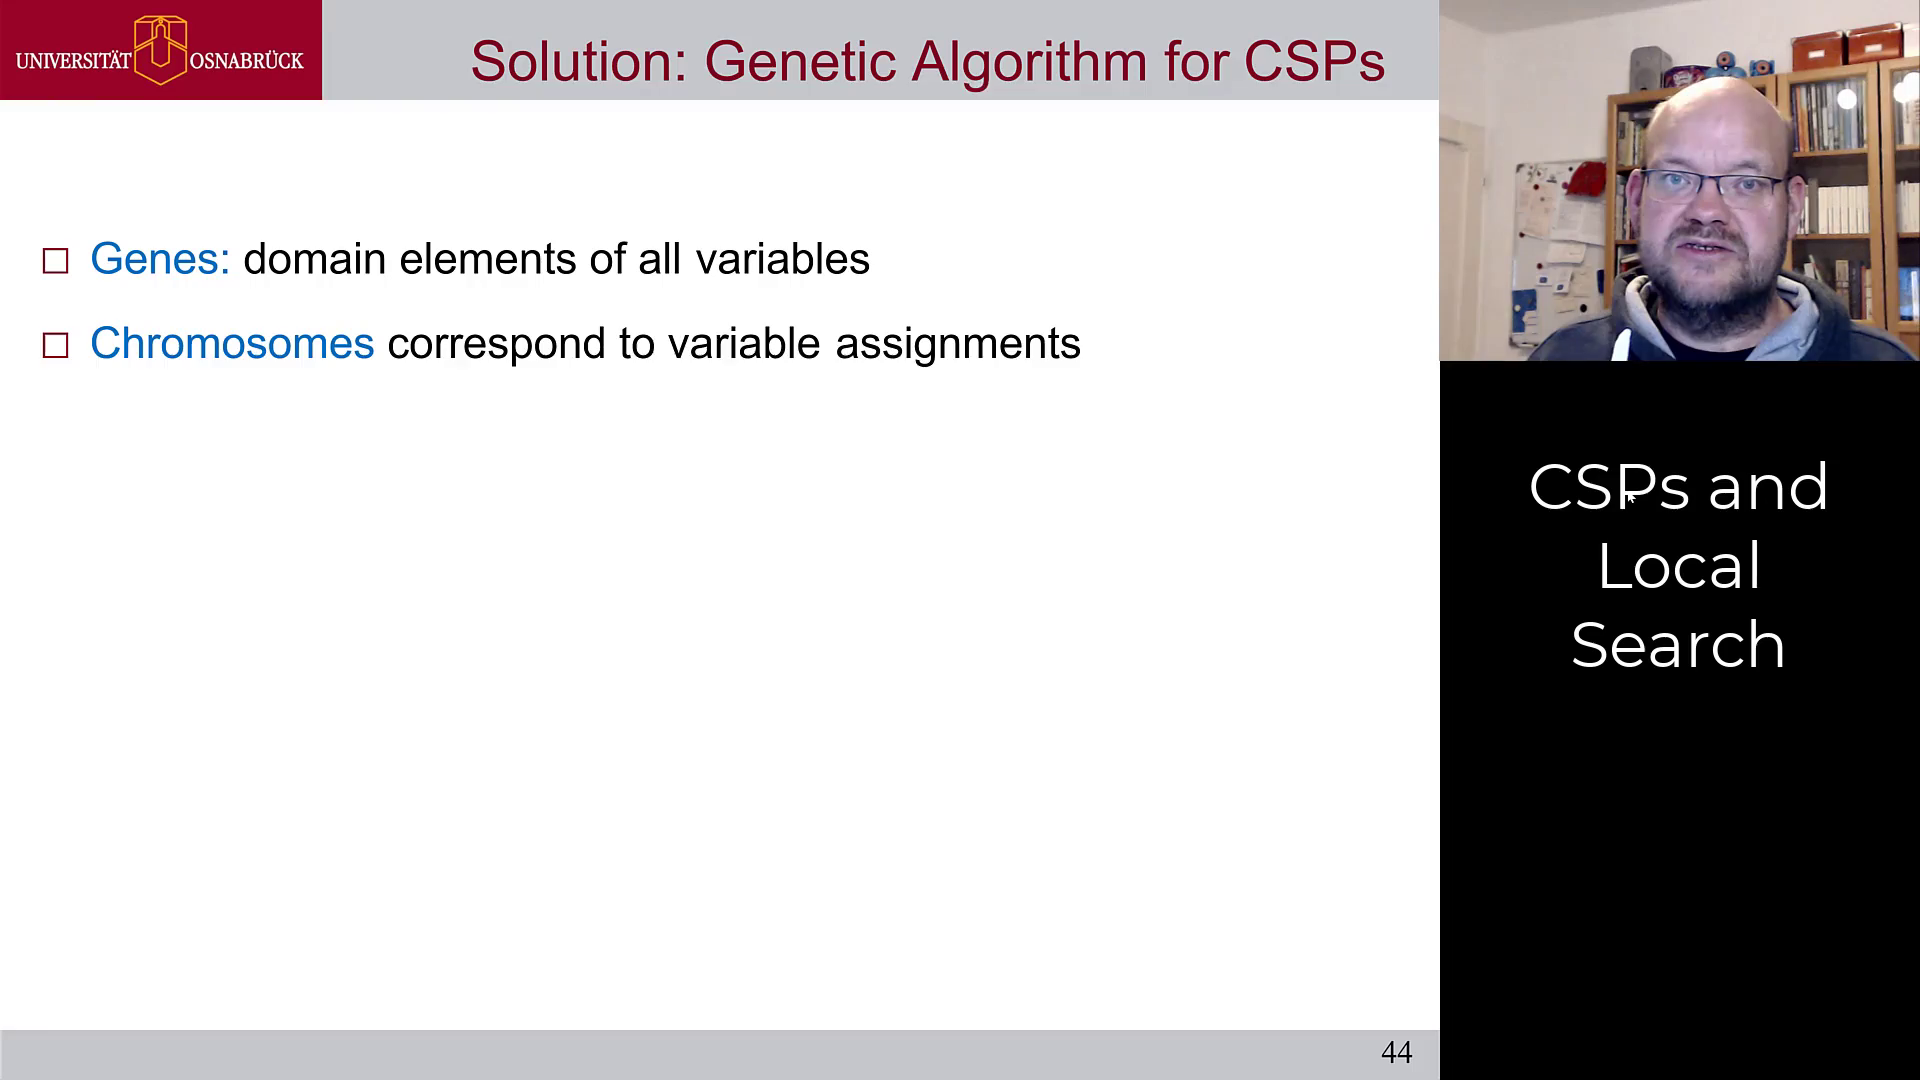 UNIVERSITÄT OSNABRÜCK
Solution: Genetic Algorithm for CSPs
Genes: domain elements of all variables
Chromosomes correspond to variable assignments
44
CSPs and
Local
Search